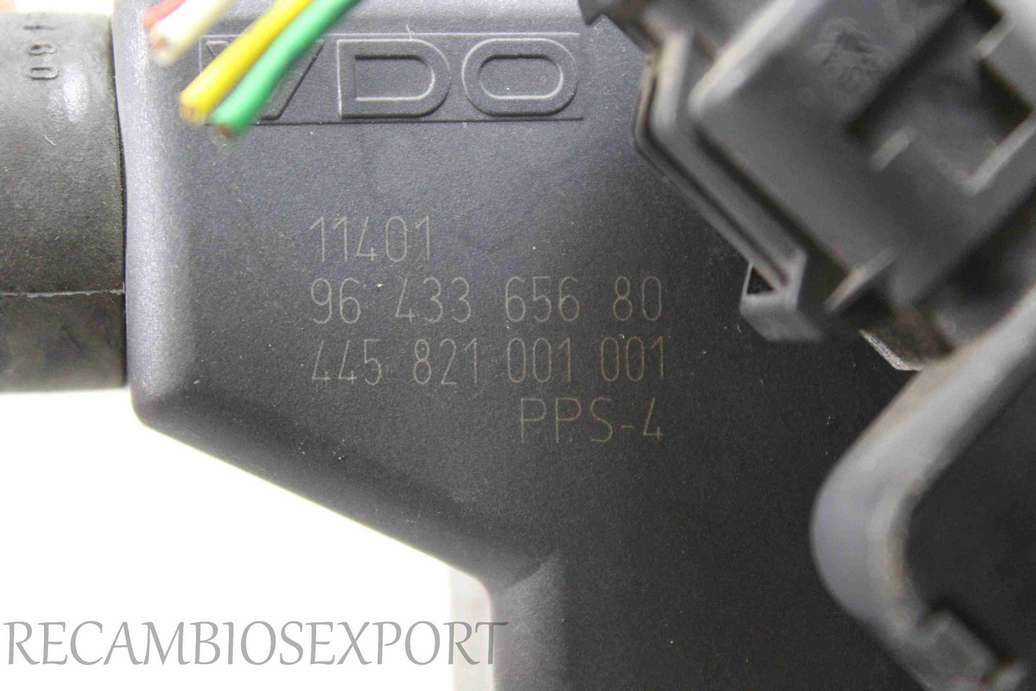 VDO
11401
96 433 656 80
445 821 001 001
PPS-4
RECAMBIOSEXPORT